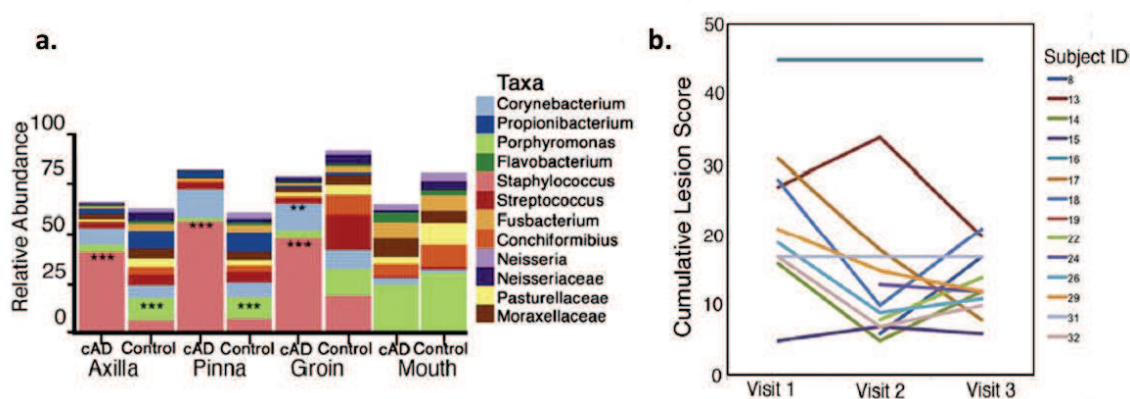 a.
Relative Abundance
100
75
50
25
0
***
***
***
***
**
***
cAD Control cAD Control cAD Control cAD Control
Axilla Pinna Groin Mouth
Taxa
Corynebacterium
Propionibacterium
Porphyromonas
Flavobacterium
Staphylococcus
Streptococcus
Fusbacterium
Conchiformibius
Neisseria
Neisseriaceae
Pasturellaceae
Moraxellaceae
b.
Cumulative Lesion Score
50
40
30
20
10
0
Visit 1 Visit 2 Visit 3
Subject ID
8
13
14
15
16
17
18
19
22
24
26
29
31
32